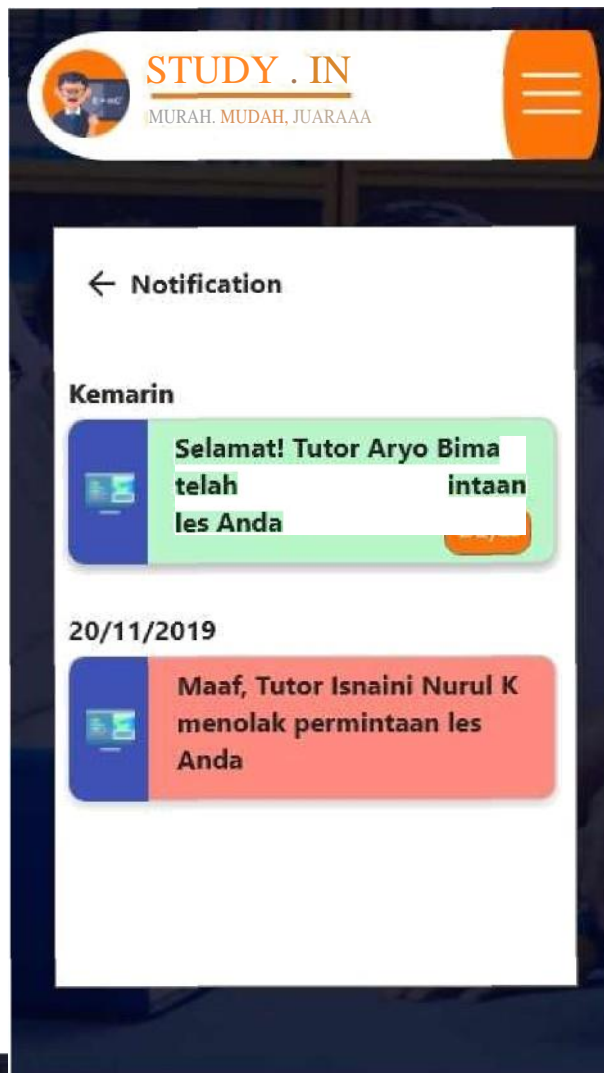 STUDY . IN
MURAH. MUDAH, JUARAAA
← Notification
Kemarin
Selamat! Tutor Aryo Bima
telah intaan
les Anda
20/11/2019
Maaf, Tutor Isnaini Nurul K
menolak permintaan les
Anda